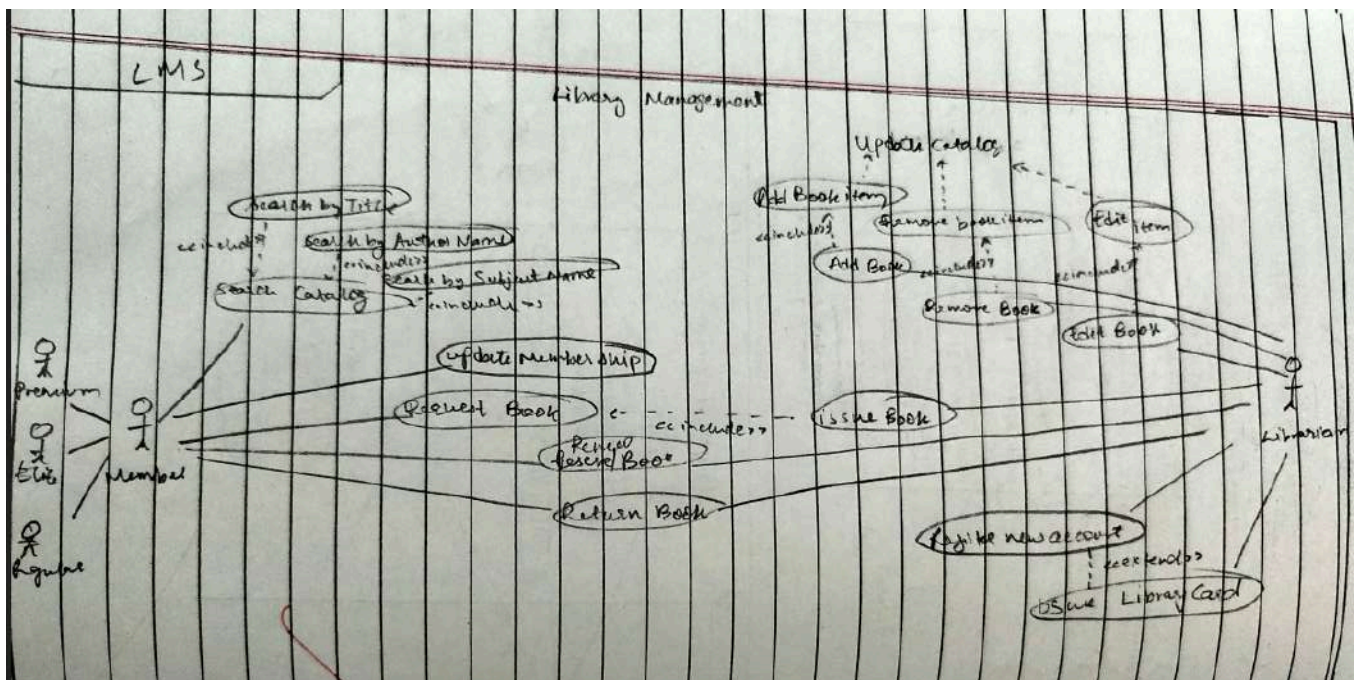 LMS
Library Management
Update Catalog
Search by Title
Add Book item
Remove book item
Edit item
<<include>>
Search by Author Name
<<include>>
<<include>>
Search by Subject Name
Add Book
<<include>>
<<include>>
Search Catalog
<<include>>
Remove Book
Edit Book
Update Membership
Premium
Request Book
<<include>>
issue Book
Librarian
Renew
Book
Elite
Member
Return Book
new account
Regular
<<extend>>
Library Card